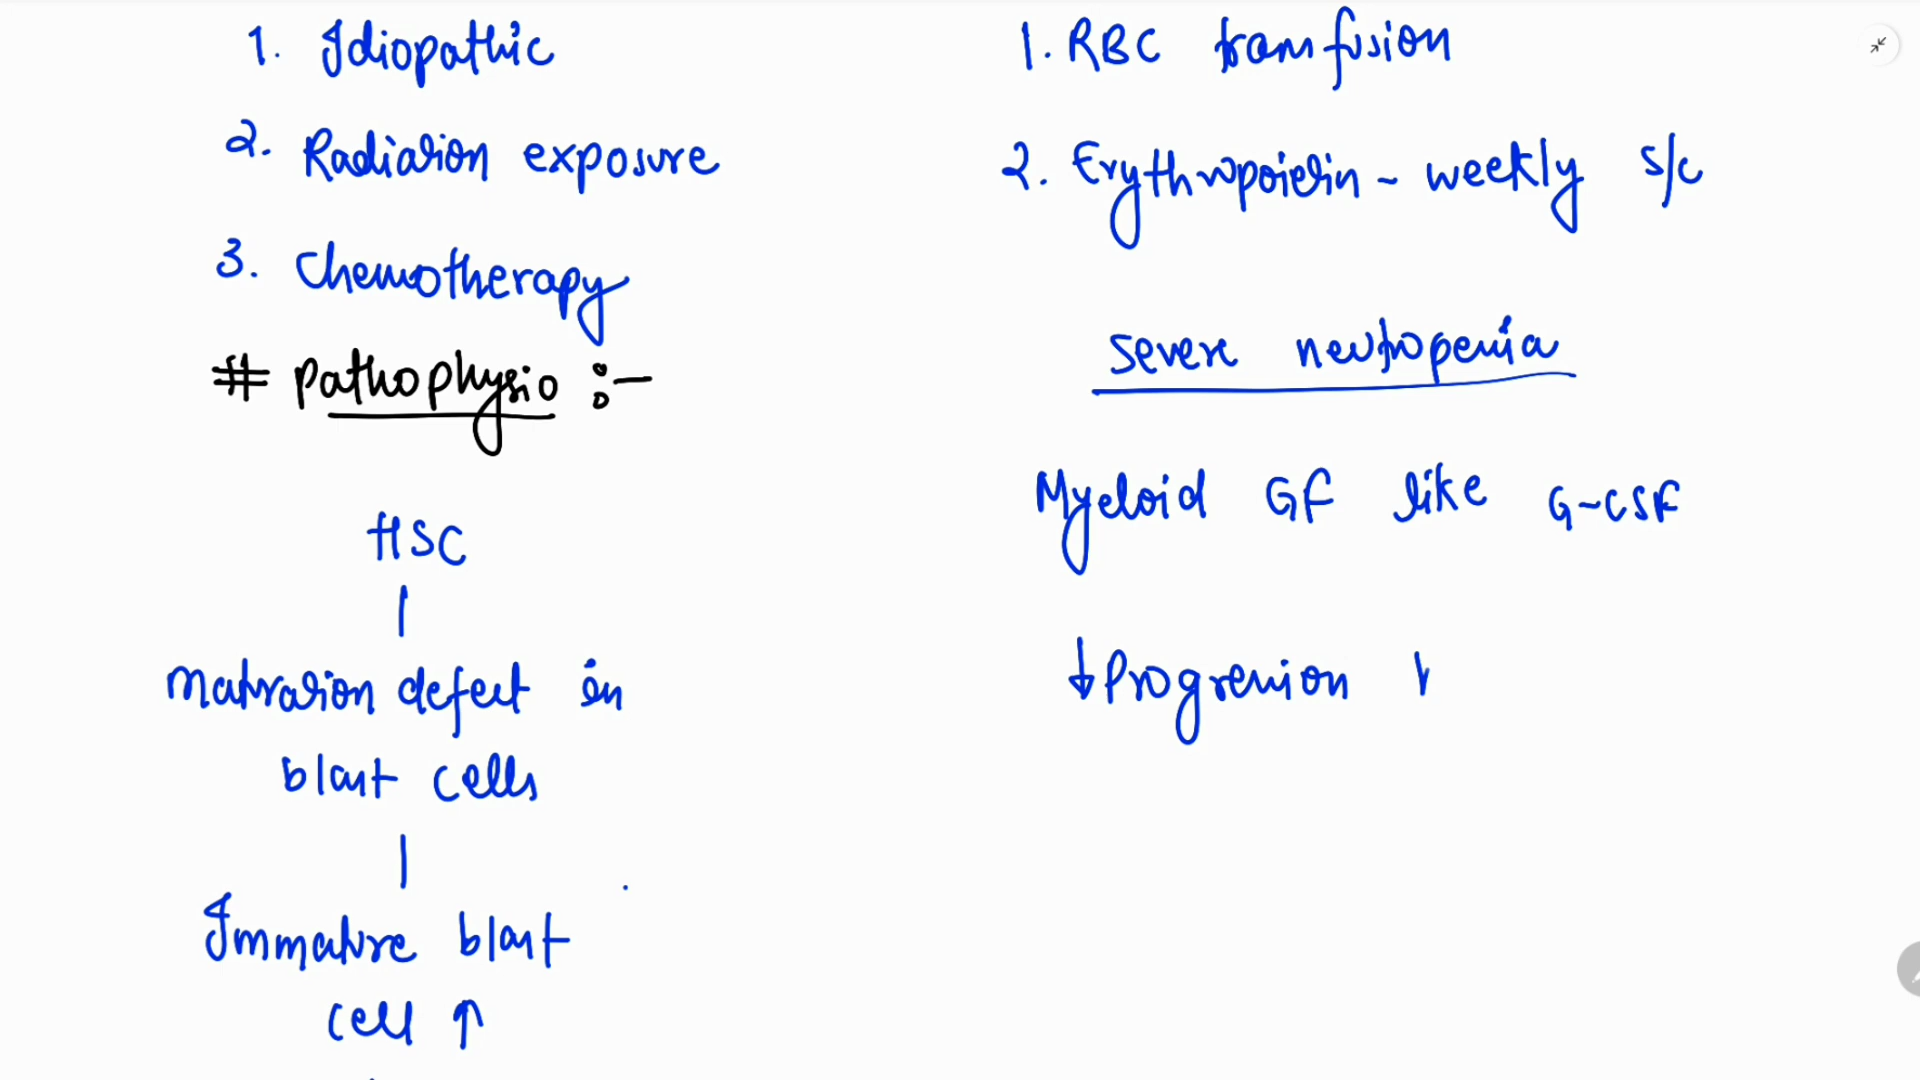 1. Idiopathic
2. Radiation exposure
3. Chemotherapy
# Pathophysio :-
HSC
Maturation defect in
blast cells
Immature blast
cell ↑
1. RBC transfusion
2. Erythropoietin - weekly s/c
Severe neutropenia
Myeloid GF like G-CSF
↓ Progression